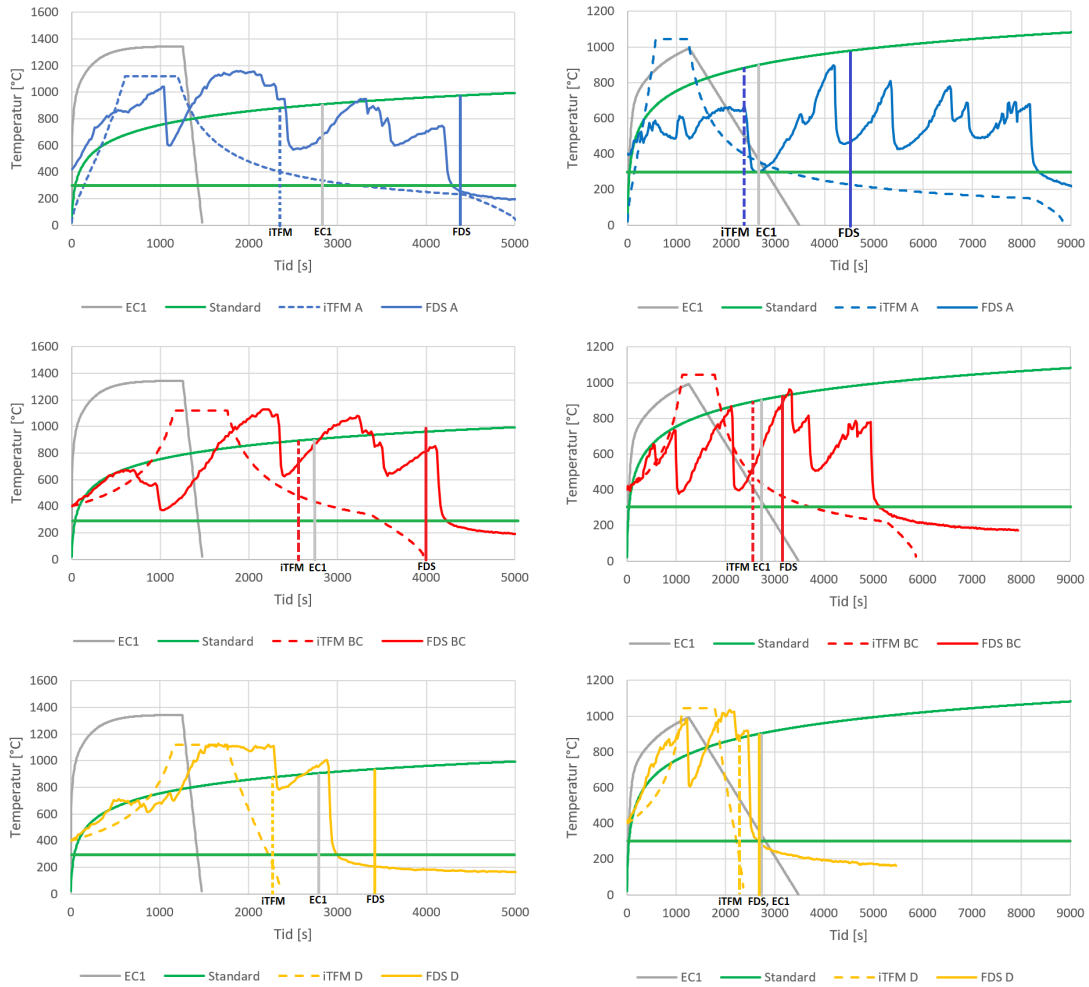 1600
1400
1200
1000
800
600
400
200
0
Temperatur [°C]
0 1000 2000 3000 4000 5000
iTFM EC1 FDS
Tid [s]
EC1 Standard iTFM A FDS A
1200
1000
800
600
400
200
0
Temperatur [°C]
0 1000 2000 3000 4000 5000 6000 7000 8000 9000
iTFM EC1 FDS
Tid [s]
EC1 Standard iTFM A FDS A
1600
1400
1200
1000
800
600
400
200
0
Temperatur [°C]
0 1000 2000 3000 4000 5000
iTFM EC1 FDS
Tid [s]
EC1 Standard iTFM BC FDS BC
1200
1000
800
600
400
200
0
Temperatur [°C]
0 1000 2000 3000 4000 5000 6000 7000 8000 9000
iTFM EC1 FDS
Tid [s]
EC1 Standard iTFM BC FDS BC
1600
1400
1200
1000
800
600
400
200
0
Temperatur [°C]
0 1000 2000 3000 4000 5000
iTFM EC1 FDS
Tid [s]
EC1 Standard iTFM D FDS D
1200
1000
800
600
400
200
0
Temperatur [°C]
0 1000 2000 3000 4000 5000 6000 7000 8000 9000
iTFM FDS, EC1
Tid [s]
EC1 Standard iTFM D FDS D